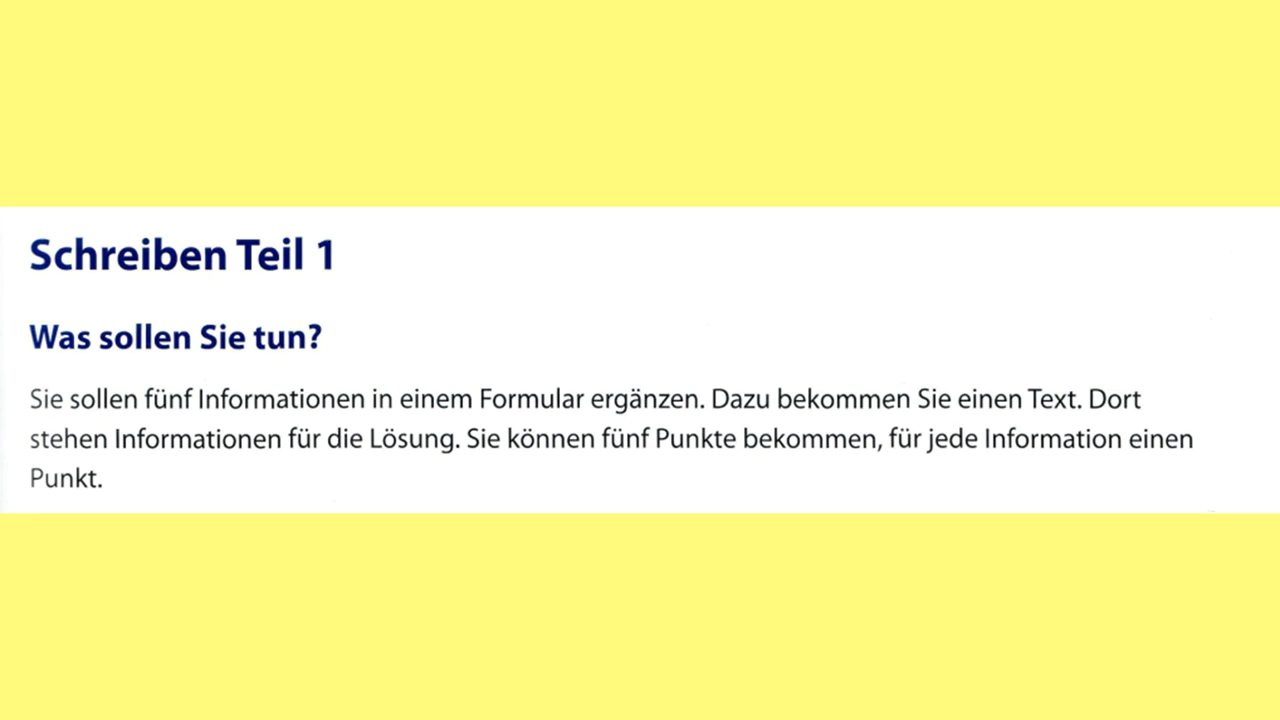 Schreiben Teil 1
Was sollen Sie tun?
Sie sollen fünf Informationen in einem Formular ergänzen. Dazu bekommen Sie einen Text. Dort
stehen Informationen für die Lösung. Sie können fünf Punkte bekommen, für jede Information einen
Punkt.